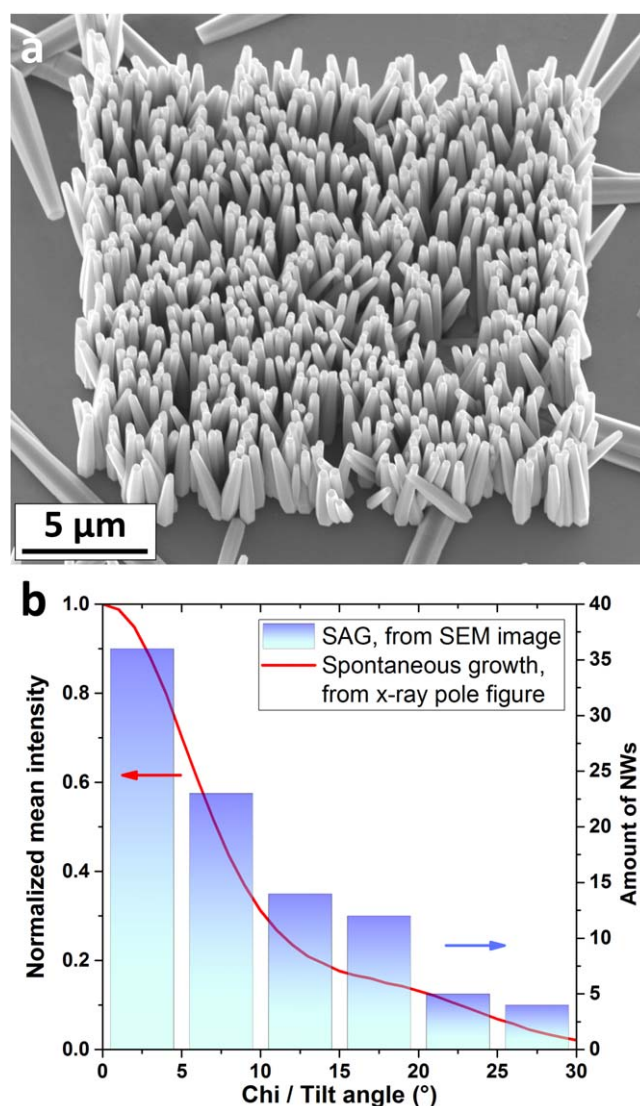 a
5 µm
b
SAG, from SEM image
Spontaneous growth,
from x-ray pole figure
Normalized mean intensity
1.0
0.8
0.6
0.4
0.2
0.0
40
35
30
25
20
15
10
5
0
Amount of NWs
0 5 10 15 20 25 30
Chi / Tilt angle (°)